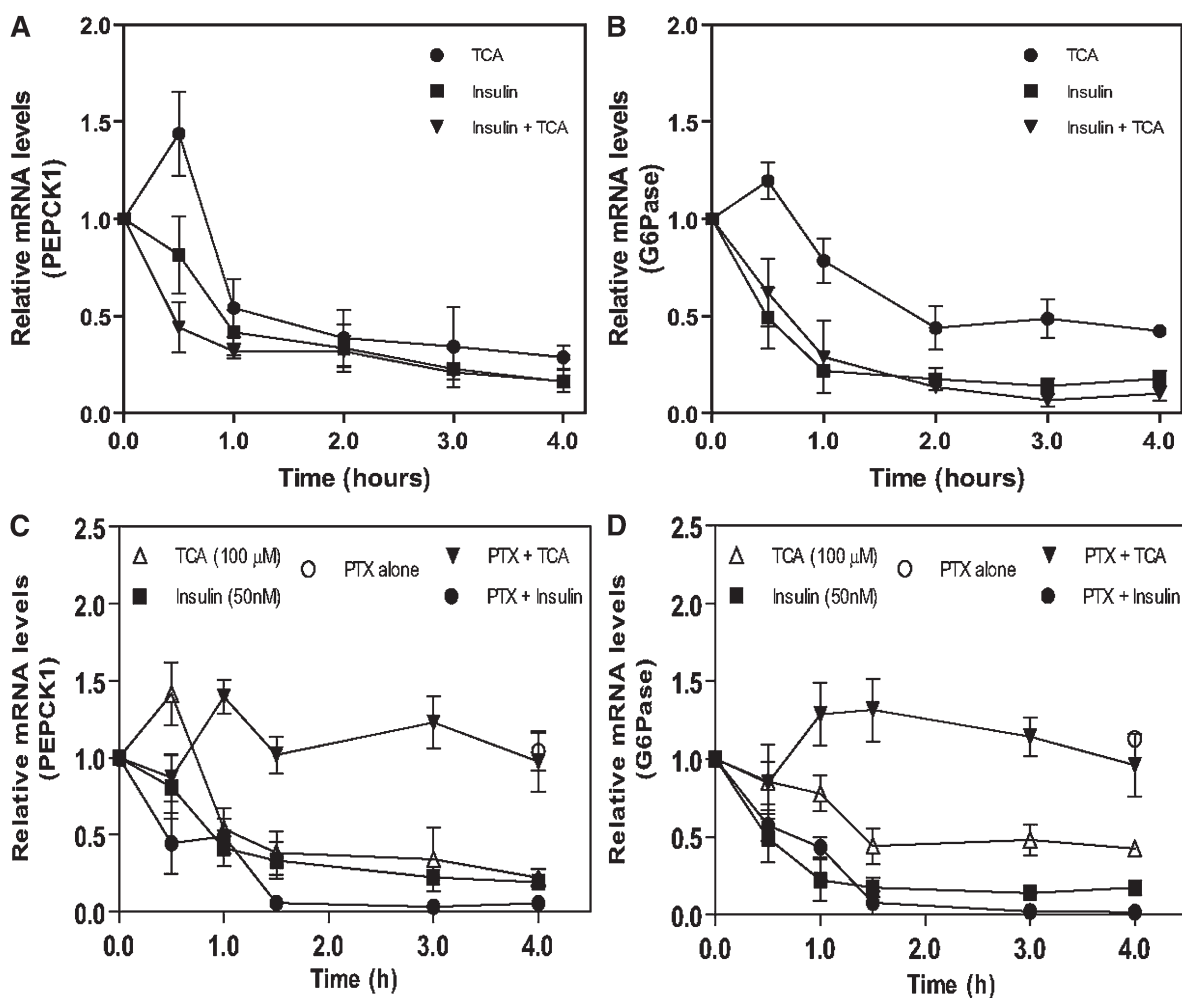 A
Relative mRNA levels
(PEPCK1)
2.0
1.5
1.0
0.5
0.0
TCA
Insulin
Insulin + TCA
0.0 1.0 2.0 3.0 4.0
Time (hours)
B
Relative mRNA levels
(G6Pase)
2.0
1.5
1.0
0.5
0.0
TCA
Insulin
Insulin + TCA
0.0 1.0 2.0 3.0 4.0
Time (hours)
C
Relative mRNA levels
(PEPCK1)
2.5
2.0
1.5
1.0
0.5
0.0
TCA (100 µM)
Insulin (50nM)
PTX alone
PTX + TCA
PTX + Insulin
0.0 1.0 2.0 3.0 4.0
Time (h)
D
Relative mRNA levels
(G6Pase)
2.5
2.0
1.5
1.0
0.5
0.0
TCA (100 µM)
Insulin (50nM)
PTX alone
PTX + TCA
PTX + Insulin
0.0 1.0 2.0 3.0 4.0
Time (h)